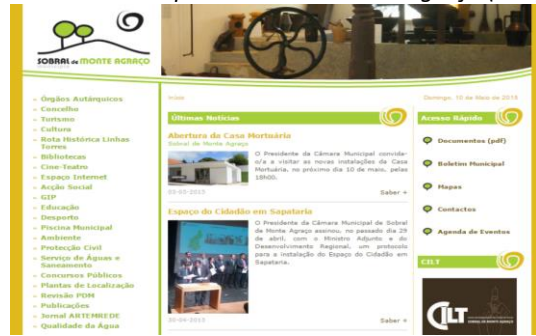 SOBRAL de MONTE AGRAÇO
Início
Domingo, 10 de Maio de 2015
Órgãos Autárquicos
Concelho
Turismo
Cultura
Rota Histórica Linhas
Torres
Bibliotecas
Cine-Teatro
Espaço Internet
Acção Social
GIP
Educação
Desporto
Piscina Municipal
Ambiente
Protecção Civil
Serviço de Águas e
Saneamento
Concursos Públicos
Plantas de Localização
Revisão PDM
Publicações
Jornal ARTEMREDE
Qualidade da Água
Últimas Notícias
Abertura da Casa Mortuária
Sobral de Monte Agraço
O Presidente da Câmara Municipal convida-
o/a a visitar as novas instalações de Casa
Mortuária, no próximo dia 10 de maio, pelas
16h00.
Saber +
Espaço do Cidadão em Sapataria
O Presidente da Câmara Municipal de Sobral
de Monte Agraço assinou, no passado dia 29
de abril, com o Ministro Adjunto e do
Desenvolvimento Regional, um protocolo
para a instalação do Espaço do Cidadão em
Sapataria.
30-04-2015
Saber +
Acesso Rápido
Documentos (pdf)
Boletim Municipal
Mapas
Contactos
Agenda de Eventos
CILT
CILT